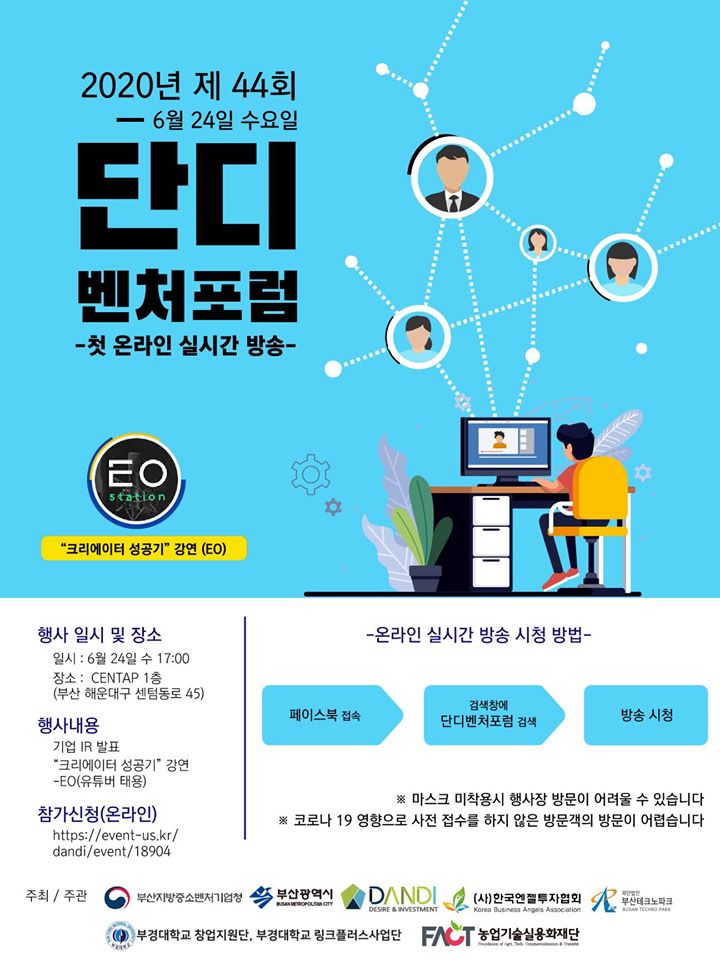 2020년 제 44회
6월 24일 수요일
단디
벤처포럼
-첫 온라인 실시간 방송-
EO
station
“크리에이터 성공기” 강연 (EO)
행사 일시 및 장소
일시 : 6월 24일 수 17:00
장소 : CENTAP 1층
(부산 해운대구 센텀동로 45)
행사내용
기업 IR 발표
“크리에이터 성공기” 강연
-EO(유튜버 태용)
참가신청(온라인)
https://event-us.kr/
dandi/event/18904
-온라인 실시간 방송 시청 방법-
페이스북 접속
검색창에
단디벤처포럼 검색
방송 시청
※ 마스크 미착용시 행사장 방문이 어려울 수 있습니다
※ 코로나 19 영향으로 사전 접수를 하지 않은 방문객의 방문이 어렵습니다
주최 / 주관
부산지방중소벤처기업청
부산광역시
BUSAN METROPOLITAN CITY
DANDI
DESIRE & INVESTMENT
(사)한국엔젤투자협회
Korea Business Angels Association
재단법인
부산테크노파크
BUSAN TECHNO PARK
부경대학교 창업지원단, 부경대학교 링크플러스사업단
FACT 농업기술실용화재단
Foundation of Agri. Tech. Commercialization & Transfer